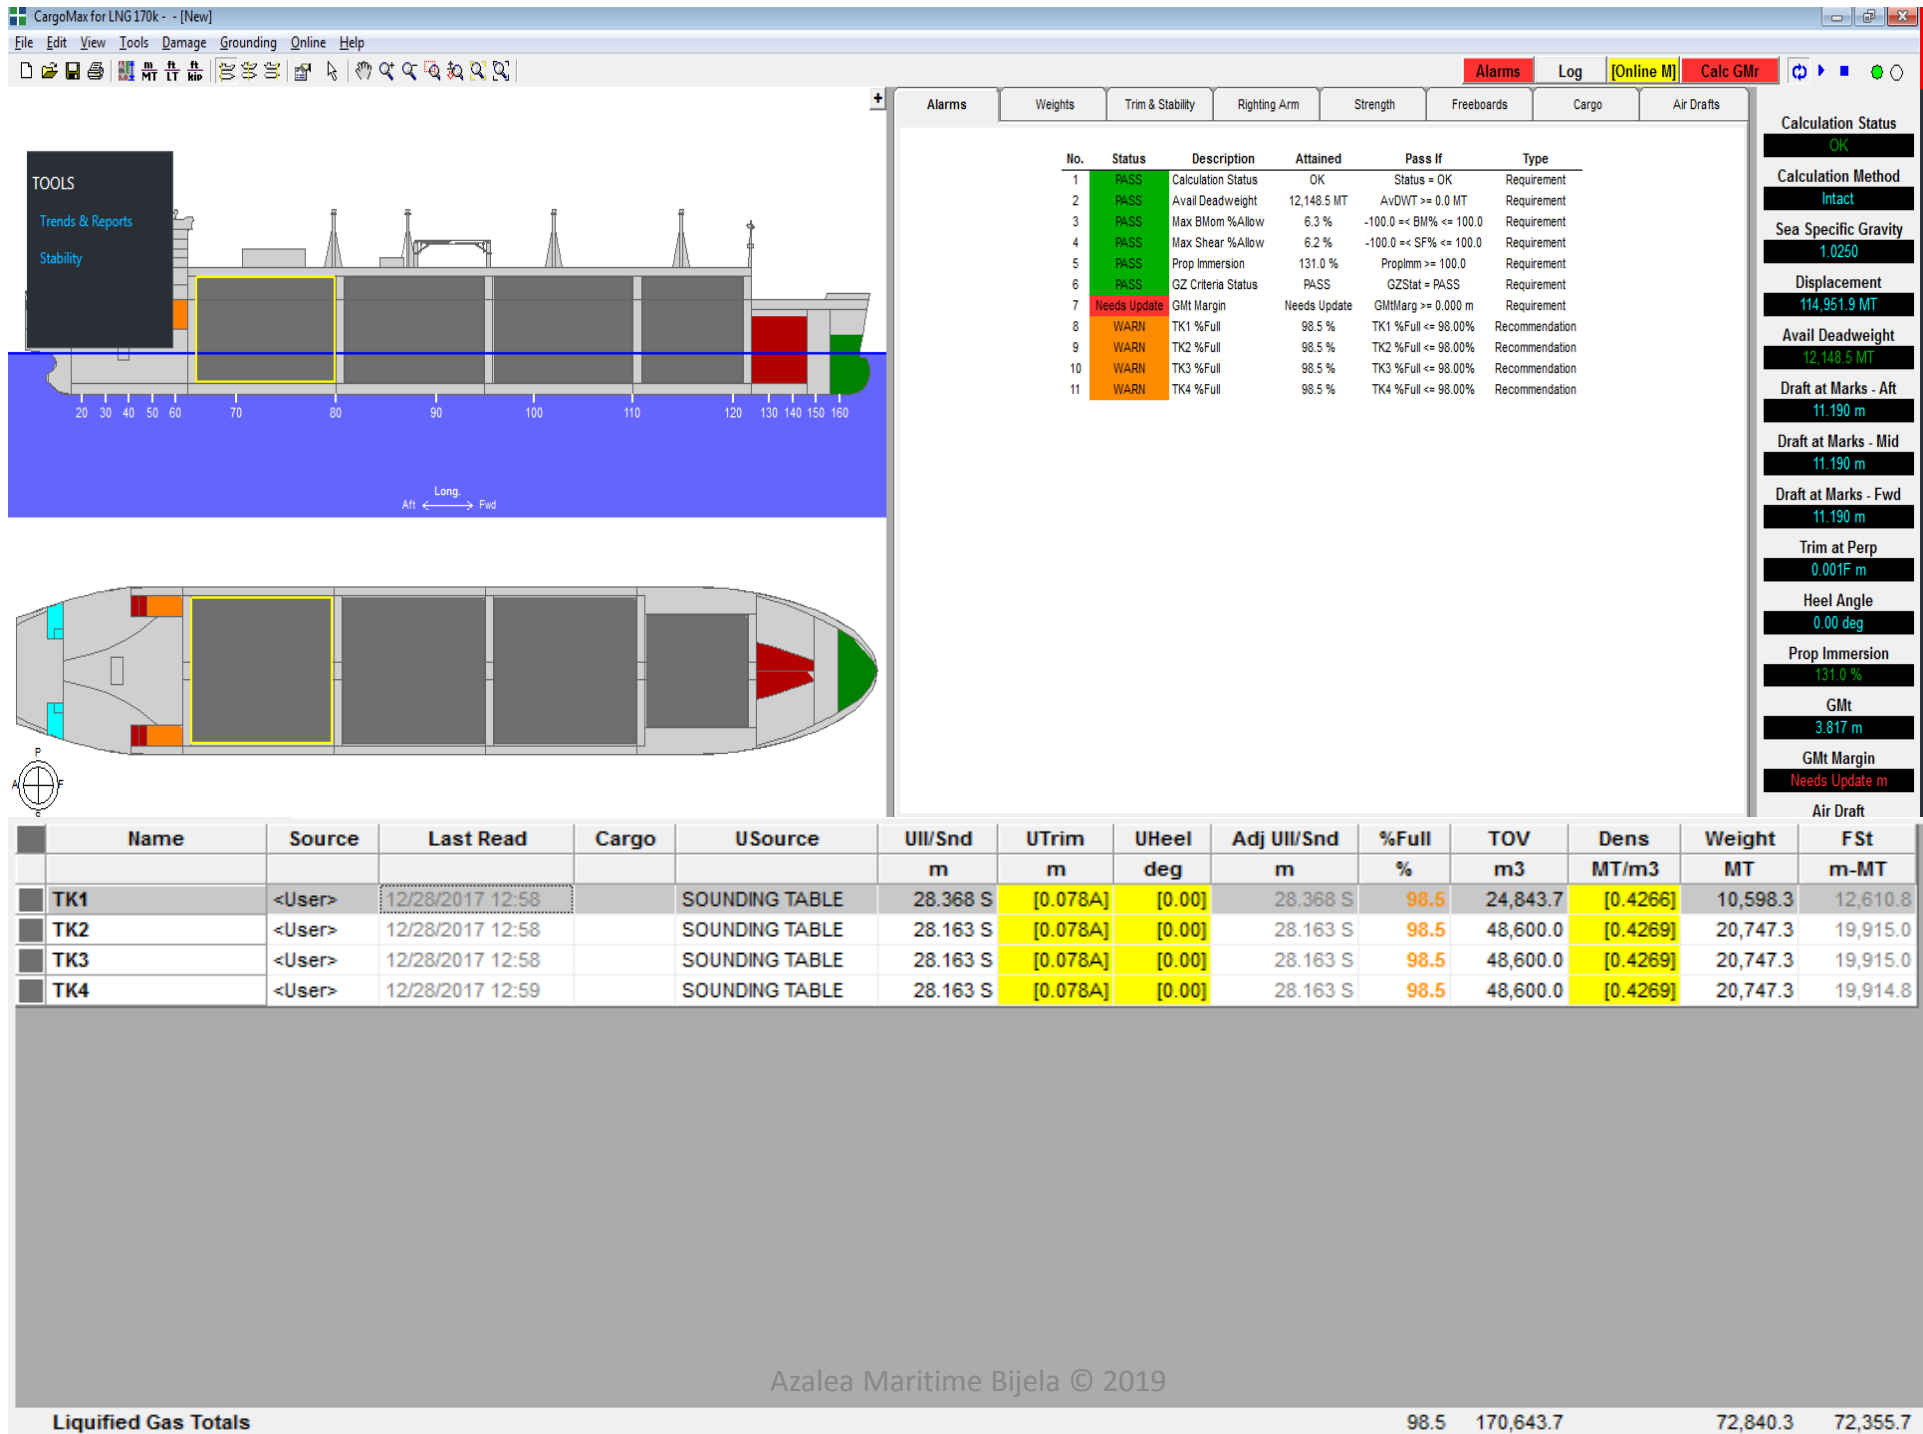 CargoMax for LNG 170k - - [New]
File Edit View Tools Damage Grounding Online Help
m MT ft LT ft kip
Alarms Log [Online M] Calc GMr
Alarms Weights Trim & Stability Righting Arm Strength Freeboards Cargo Air Drafts
TOOLS
Trends & Reports
Stability
20 30 40 50 60 70 80 90 100 110 120 130 140 150 160
Long.
Aft Fwd
P
A F
S
No. Status Description Attained Pass If Type
1 PASS Calculation Status OK Status = OK Requirement
2 PASS Avail Deadweight 12,148.5 MT AvDWT >= 0.0 MT Requirement
3 PASS Max BMom %Allow 6.3 % -100.0 =< BM% <= 100.0 Requirement
4 PASS Max Shear %Allow 6.2 % -100.0 =< SF% <= 100.0 Requirement
5 PASS Prop Immersion 131.0 % PropImm >= 100.0 Requirement
6 PASS GZ Criteria Status PASS GZStat = PASS Requirement
7 Needs Update GMt Margin Needs Update GMtMarg >= 0.000 m Requirement
8 WARN TK1 %Full 98.5 % TK1 %Full <= 98.00% Recommendation
9 WARN TK2 %Full 98.5 % TK2 %Full <= 98.00% Recommendation
10 WARN TK3 %Full 98.5 % TK3 %Full <= 98.00% Recommendation
11 WARN TK4 %Full 98.5 % TK4 %Full <= 98.00% Recommendation
Calculation Status
OK
Calculation Method
Intact
Sea Specific Gravity
1.0250
Displacement
114,951.9 MT
Avail Deadweight
12,148.5 MT
Draft at Marks - Aft
11.190 m
Draft at Marks - Mid
11.190 m
Draft at Marks - Fwd
11.190 m
Trim at Perp
0.001F m
Heel Angle
0.00 deg
Prop Immersion
131.0 %
GMt
3.817 m
GMt Margin
Needs Update m
Air Draft
Name Source Last Read Cargo USource Ull/Snd UTrim UHeel Adj Ull/Snd %Full TOV Dens Weight FSt
m m deg m % m3 MT/m3 MT m-MT
TK1 <User> 12/28/2017 12:58 SOUNDING TABLE 28.368 S [0.078A] [0.00] 28.368 S 98.5 24,843.7 [0.4266] 10,598.3 12,610.8
TK2 <User> 12/28/2017 12:58 SOUNDING TABLE 28.163 S [0.078A] [0.00] 28.163 S 98.5 48,600.0 [0.4269] 20,747.3 19,915.0
TK3 <User> 12/28/2017 12:58 SOUNDING TABLE 28.163 S [0.078A] [0.00] 28.163 S 98.5 48,600.0 [0.4269] 20,747.3 19,915.0
TK4 <User> 12/28/2017 12:59 SOUNDING TABLE 28.163 S [0.078A] [0.00] 28.163 S 98.5 48,600.0 [0.4269] 20,747.3 19,914.8
Azalea Maritime Bijela © 2019
Liquified Gas Totals 98.5 170,643.7 72,840.3 72,355.7